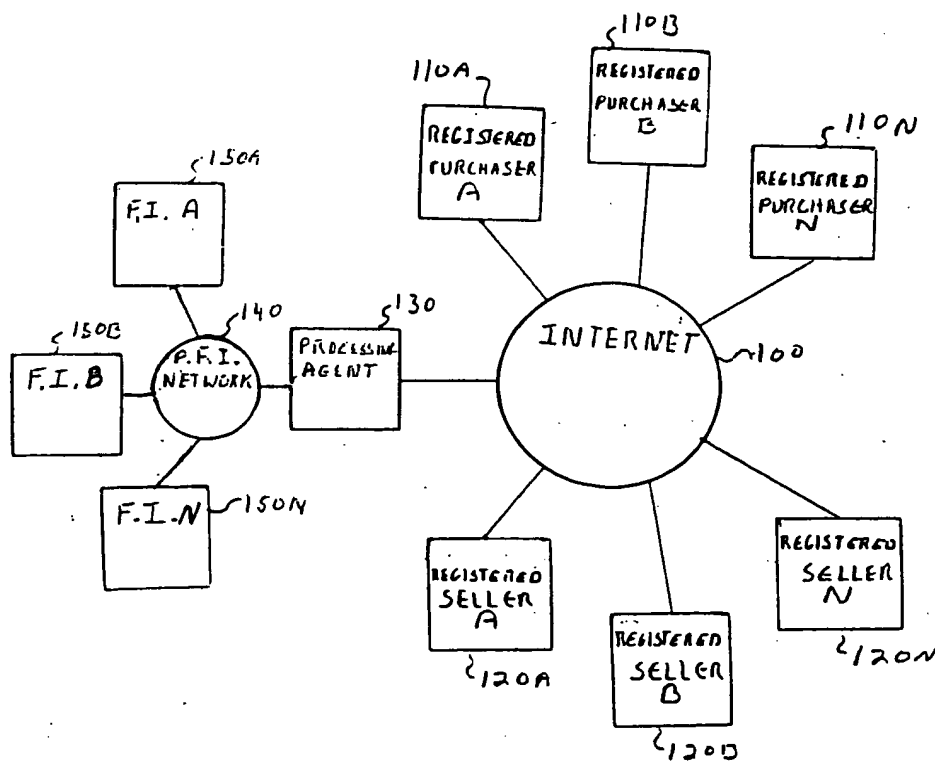 110B
110A
REGISTERED
PURCHASER
B
REGISTERED
PURCHASER
A
110N
REGISTERED
PURCHASER
N
150A
F.I. A
150B
F.I. B
140
P.F.I.
NETWORK
130
PROCESSING
AGENT
INTERNET
100
F.I. N
150N
REGISTERED
SELLER
A
120A
REGISTERED
SELLER
B
120B
REGISTERED
SELLER
N
120N